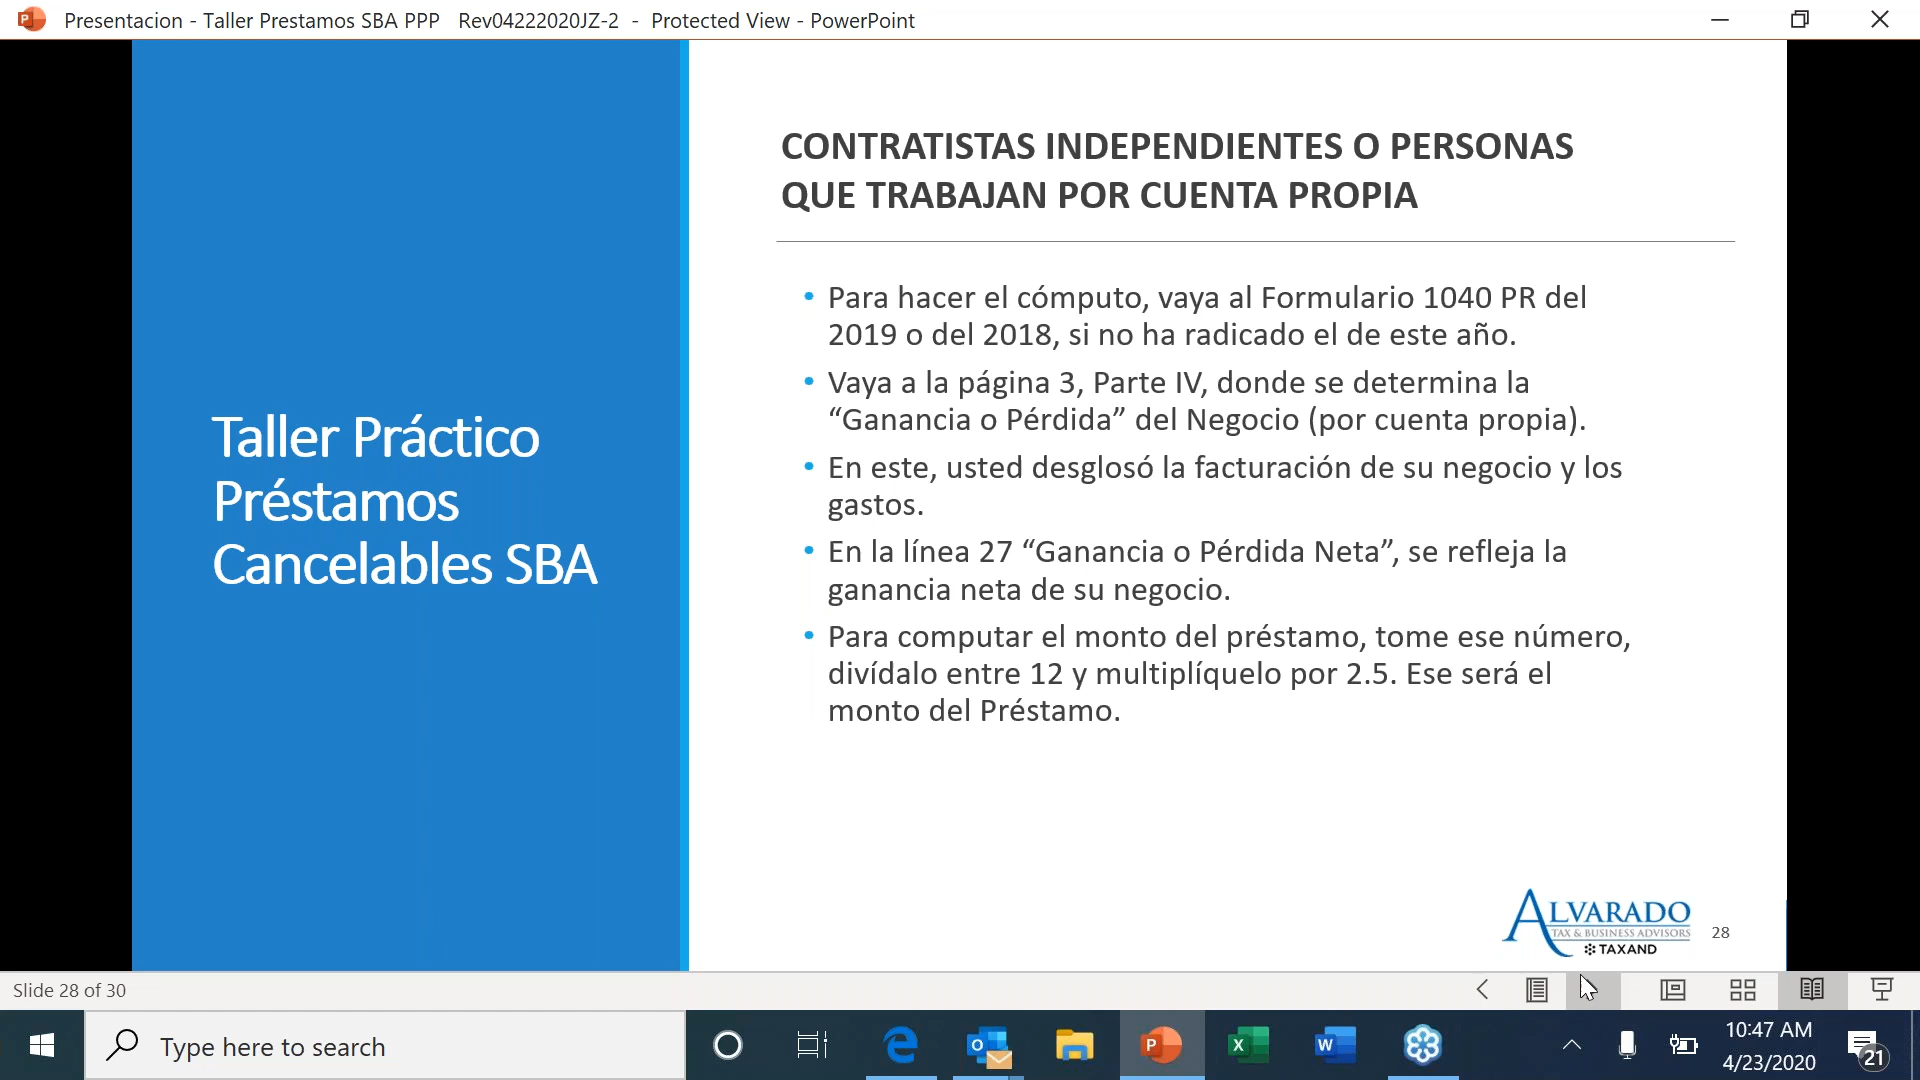 Presentacion - Taller Prestamos SBA PPP   Rev04222020JZ-2  -  Protected View - PowerPoint
Taller Práctico
Préstamos
Cancelables SBA
CONTRATISTAS INDEPENDIENTES O PERSONAS
QUE TRABAJAN POR CUENTA PROPIA
• Para hacer el cómputo, vaya al Formulario 1040 PR del
2019 o del 2018, si no ha radicado el de este año.
• Vaya a la página 3, Parte IV, donde se determina la
“Ganancia o Pérdida” del Negocio (por cuenta propia).
• En este, usted desglosó la facturación de su negocio y los
gastos.
• En la línea 27 “Ganancia o Pérdida Neta”, se refleja la
ganancia neta de su negocio.
• Para computar el monto del préstamo, tome ese número,
divídalo entre 12 y multiplíquelo por 2.5. Ese será el
monto del Préstamo.
ALVARADO
TAX & BUSINESS ADVISORS
TAXAND
28
Slide 28 of 30
Type here to search
10:47 AM
4/23/2020
21